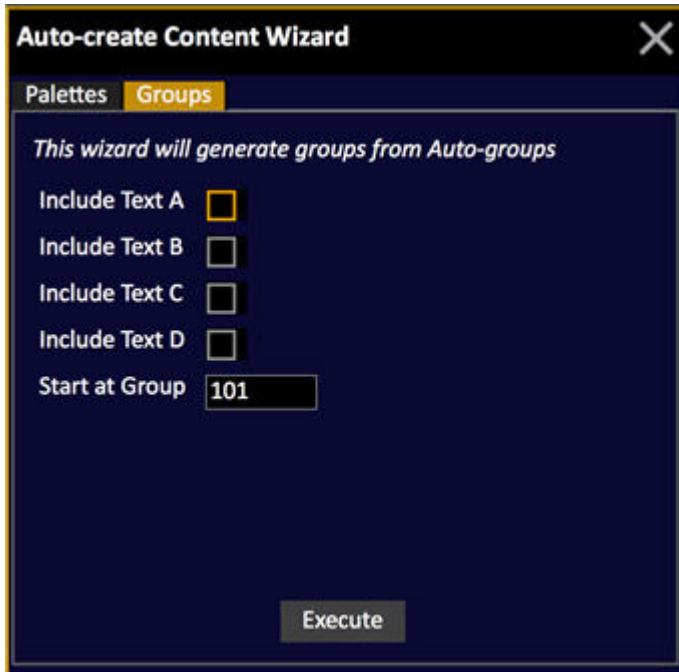 Auto-create Content Wizard
Palettes Groups
This wizard will generate groups from Auto-groups
Include Text A
Include Text B
Include Text C
Include Text D
Start at Group 101
Execute